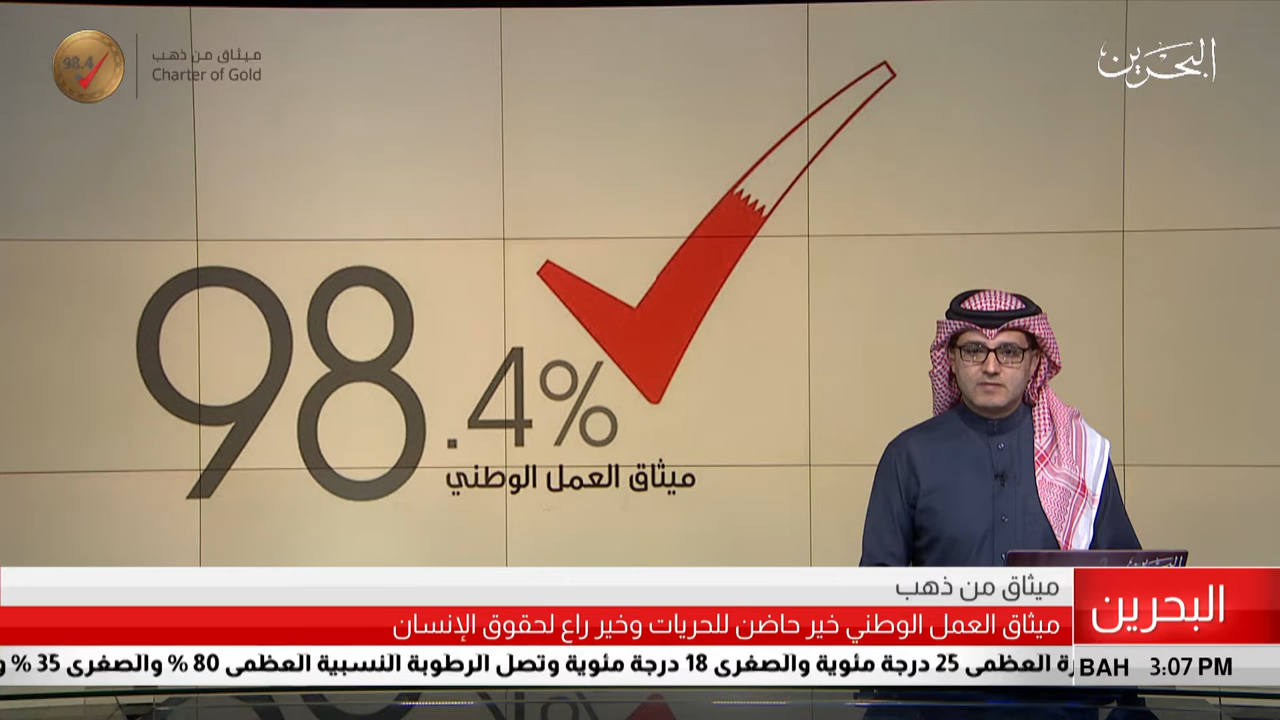 98.4
ميثاق من ذهب
Charter of Gold
البحرين
98.4%
ميثاق العمل الوطني
البحرين
ميثاق من ذهب
البحرين
ميثاق العمل الوطني خير حاضن للحريات وخير راع لحقوق الإنسان
رة العظمى 25 درجة مئوية والصغرى 18 درجة مئوية وتصل الرطوبة النسبية العظمى 80 % والصغرى 35 % و
BAH 3:07 PM